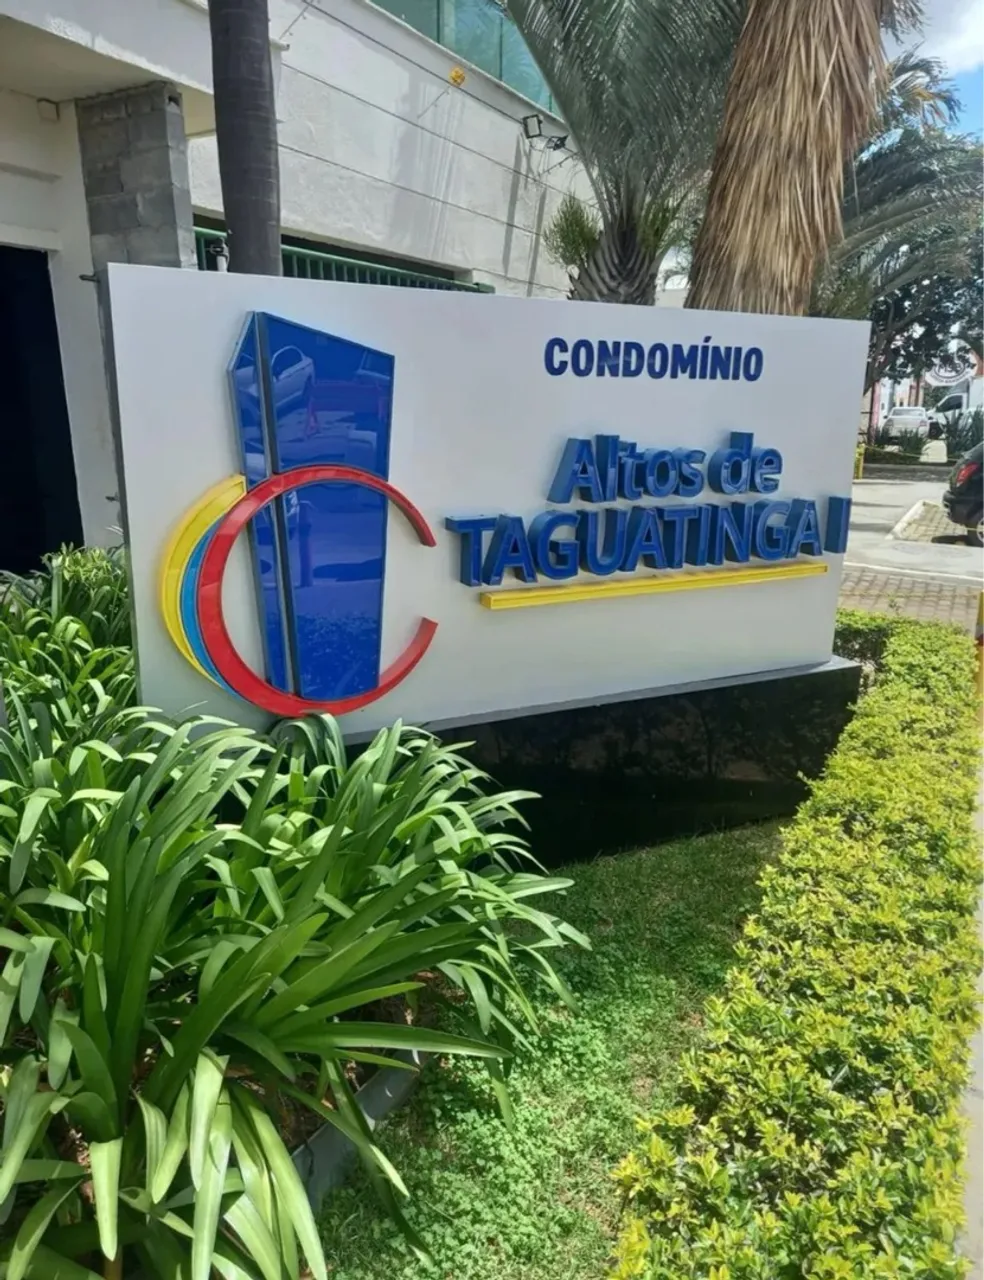 CONDOMÍNIO
Altos de
TAGUATINGA I